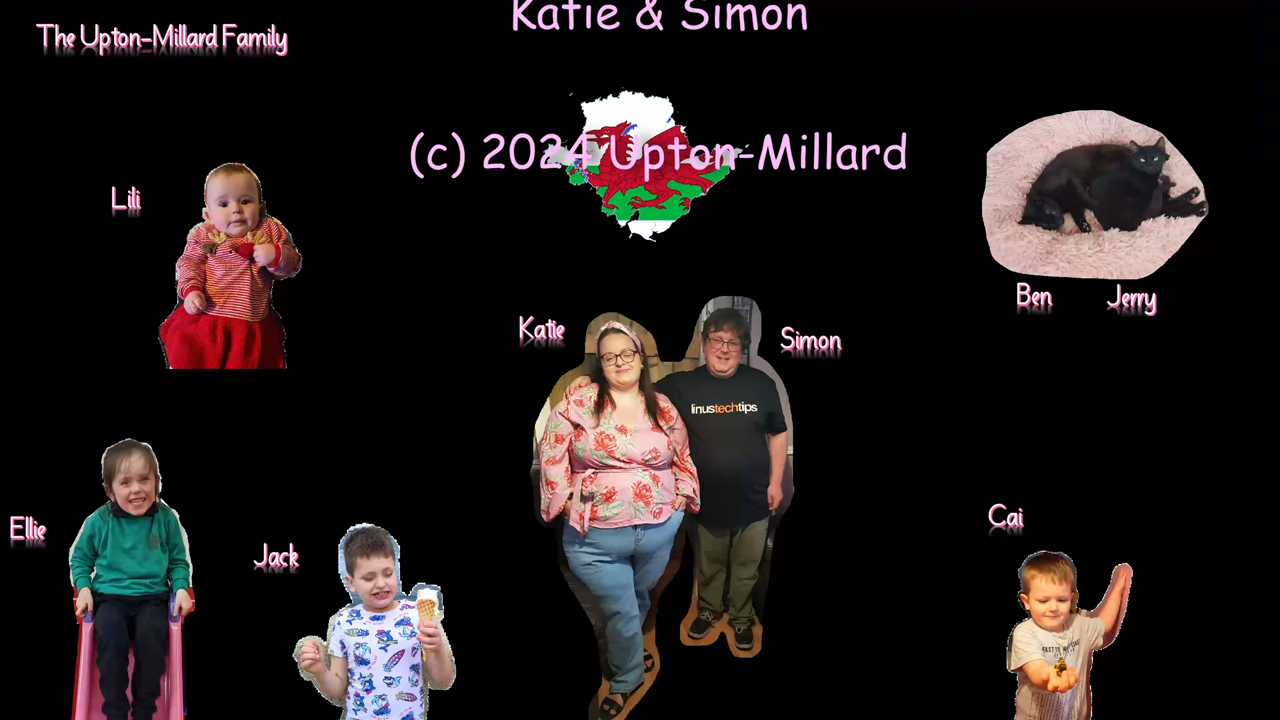 Katie & Simon
The Upton-Millard Family
(c) 2024 Upton-Millard
Lili
Ben Jerry
Katie
Simon
linustechtips
Ellie
Jack
Cai